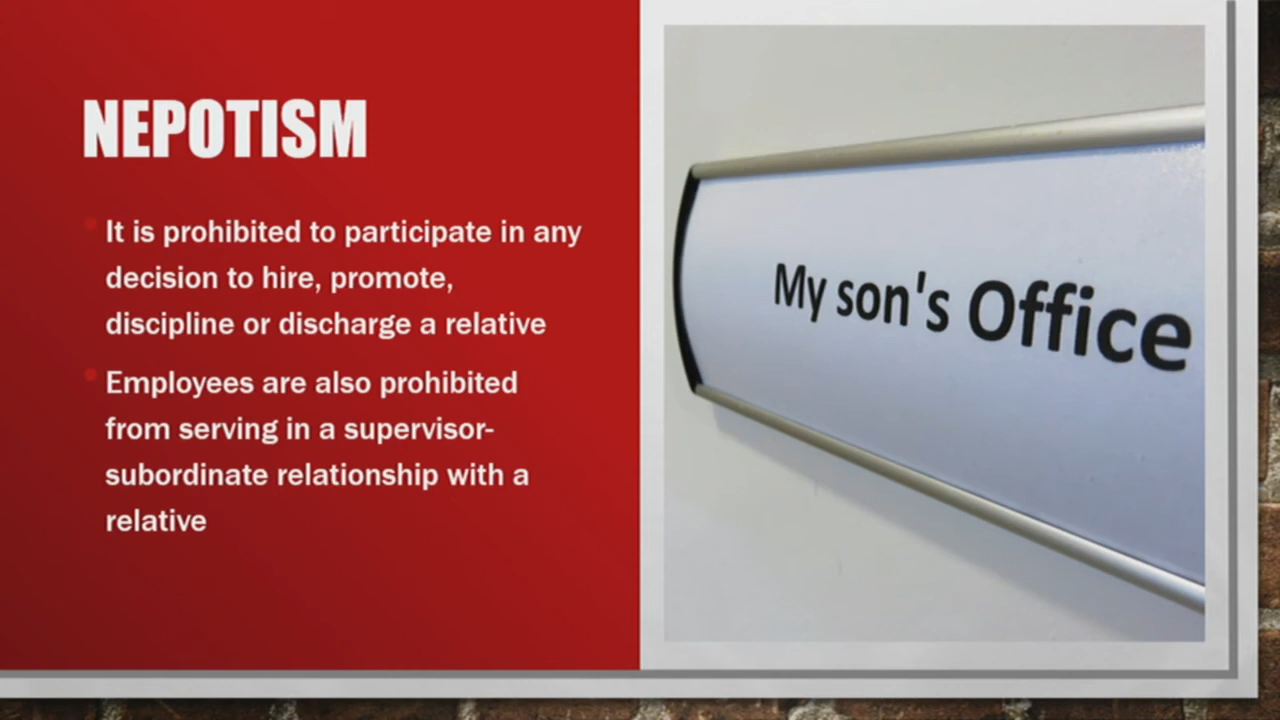 NEPOTISM
It is prohibited to participate in any
decision to hire, promote,
discipline or discharge a relative
Employees are also prohibited
from serving in a supervisor-
subordinate relationship with a
relative
My son's Office